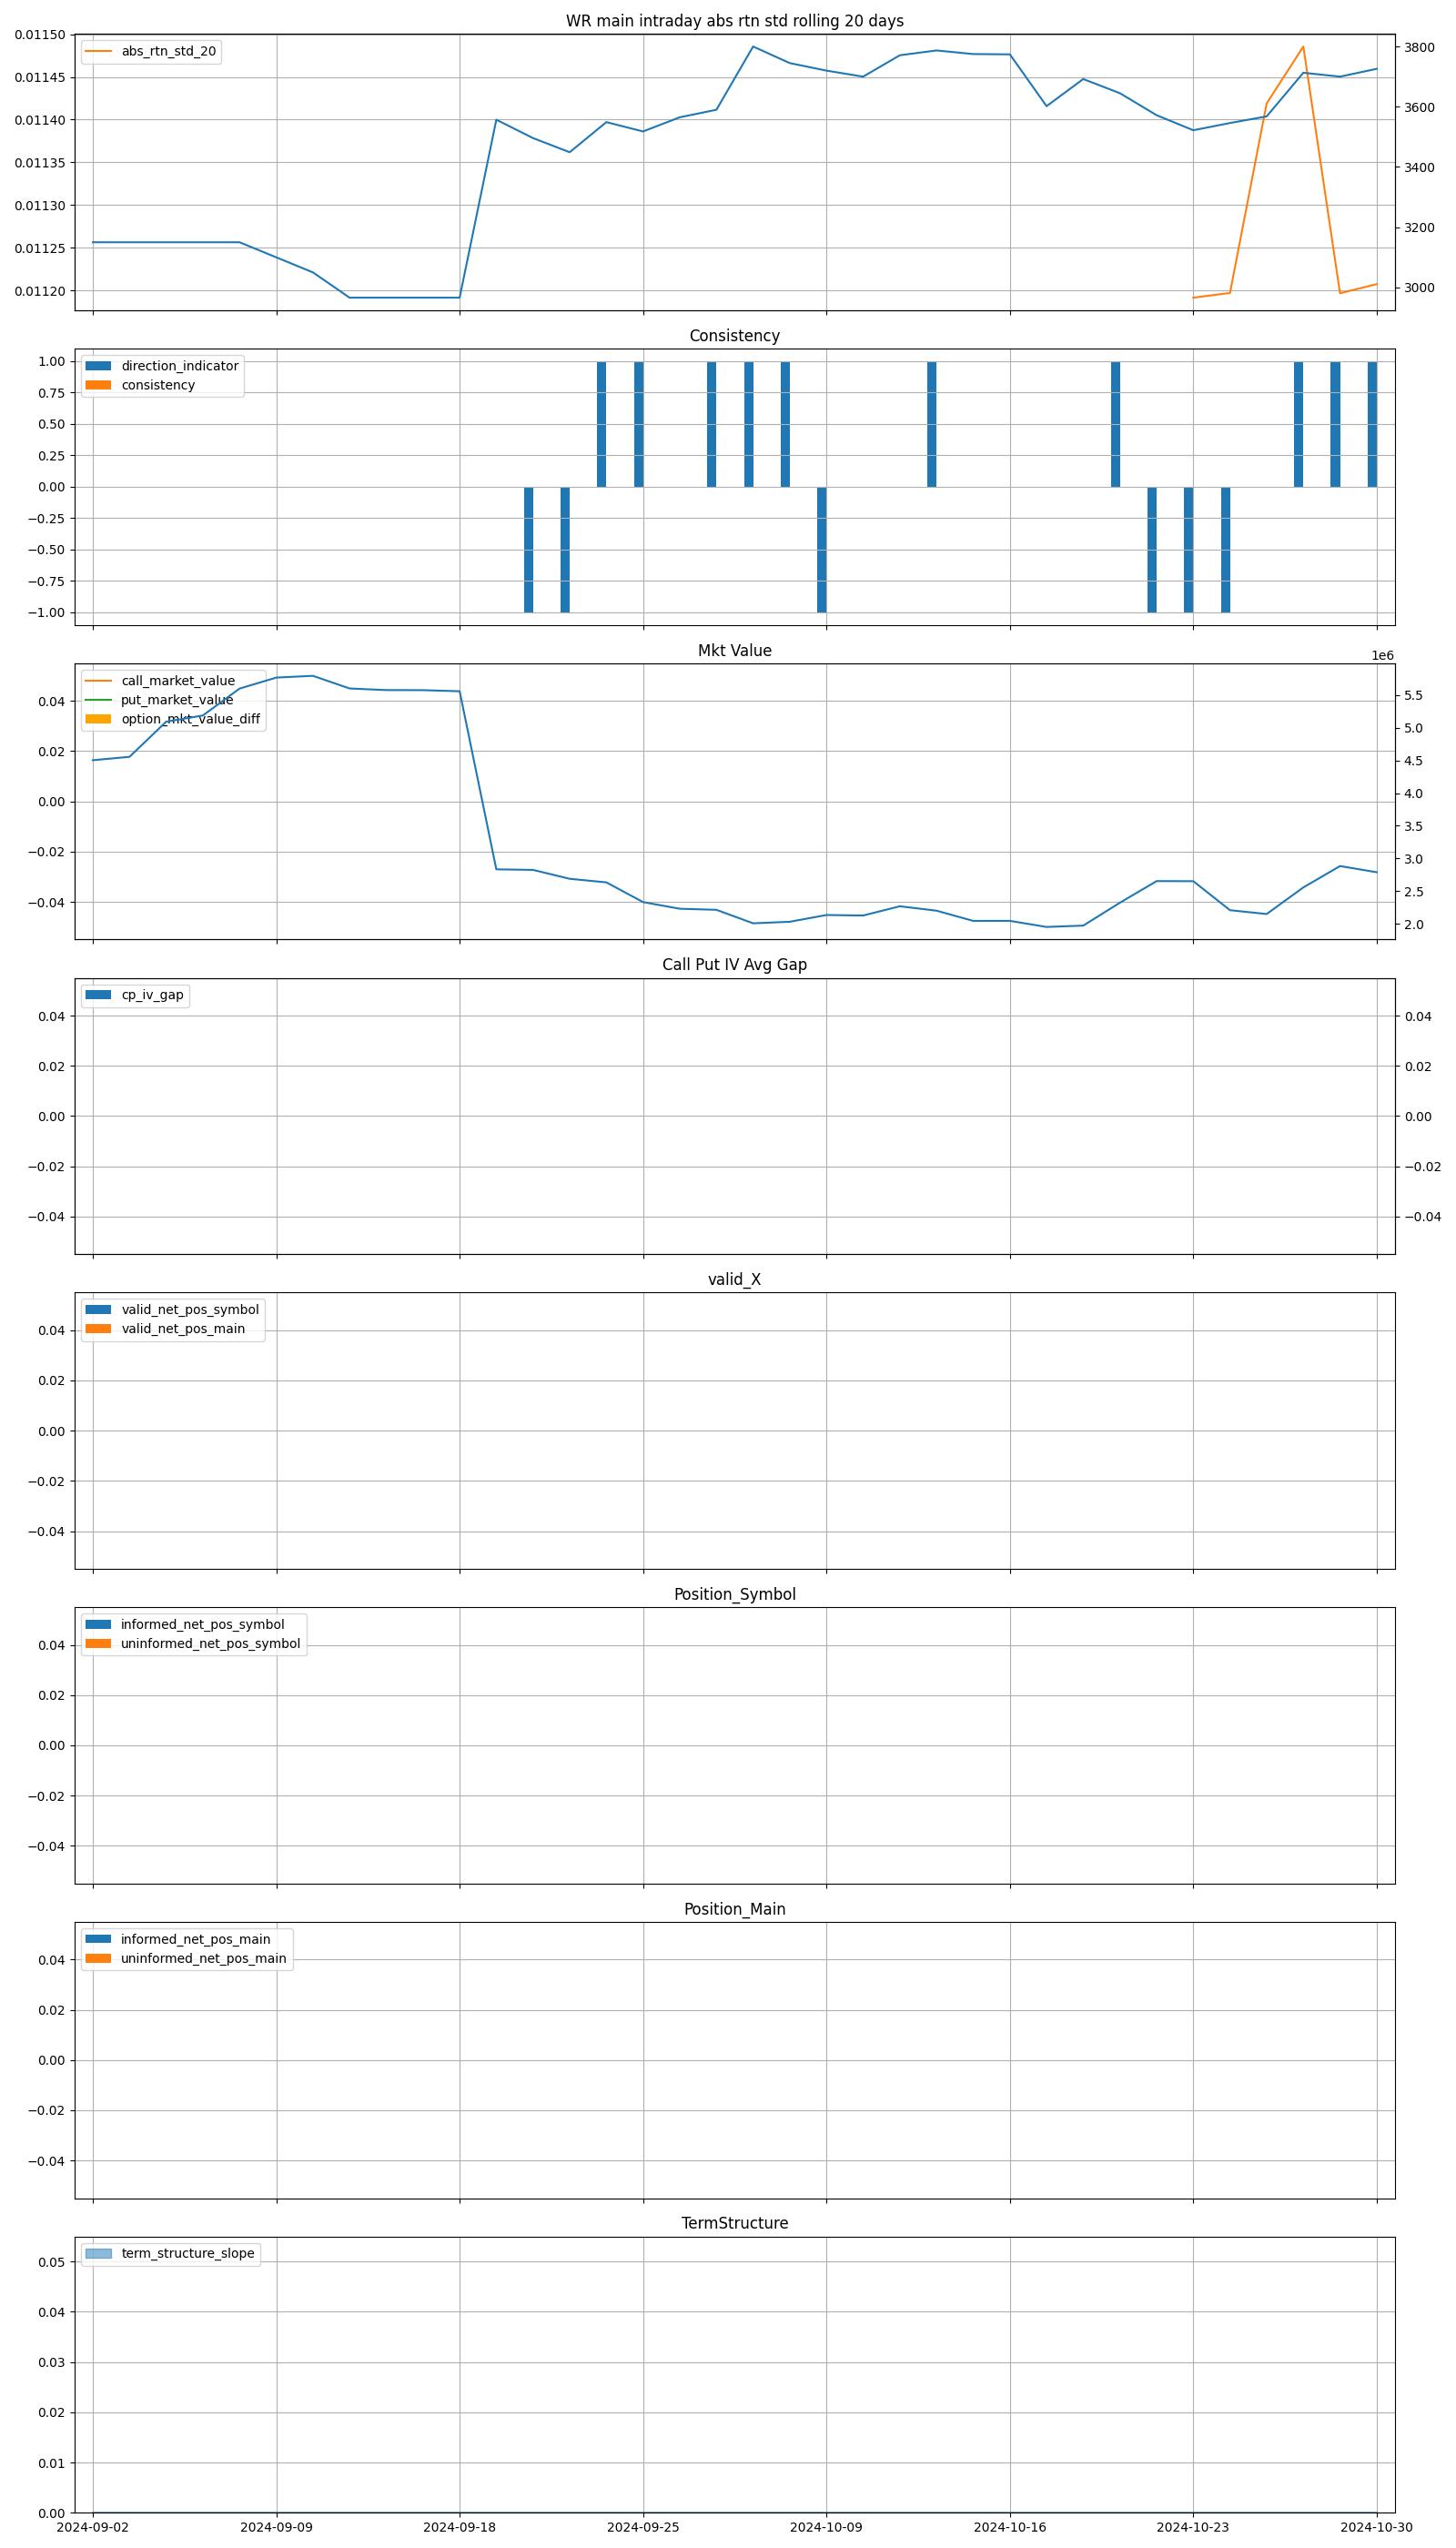 WR main intraday abs rtn std rolling 20 days
abs_rtn_std_20
0.01150
0.01145
0.01140
0.01135
0.01130
0.01125
0.01120
3800
3600
3400
3200
3000
Consistency
direction_indicator
consistency
1.00
0.75
0.50
0.25
0.00
−0.25
−0.50
−0.75
−1.00
Mkt Value
1e6
call_market_value
put_market_value
option_mkt_value_diff
0.04
0.02
0.00
−0.02
−0.04
5.5
5.0
4.5
4.0
3.5
3.0
2.5
2.0
Call Put IV Avg Gap
cp_iv_gap
0.04
0.02
0.00
−0.02
−0.04
0.04
0.02
0.00
−0.02
−0.04
valid_X
valid_net_pos_symbol
valid_net_pos_main
0.04
0.02
0.00
−0.02
−0.04
Position_Symbol
informed_net_pos_symbol
uninformed_net_pos_symbol
0.04
0.02
0.00
−0.02
−0.04
Position_Main
informed_net_pos_main
uninformed_net_pos_main
0.04
0.02
0.00
−0.02
−0.04
TermStructure
term_structure_slope
0.05
0.04
0.03
0.02
0.01
0.00
2024-09-02 2024-09-09 2024-09-18 2024-09-25 2024-10-09 2024-10-16 2024-10-23 2024-10-30